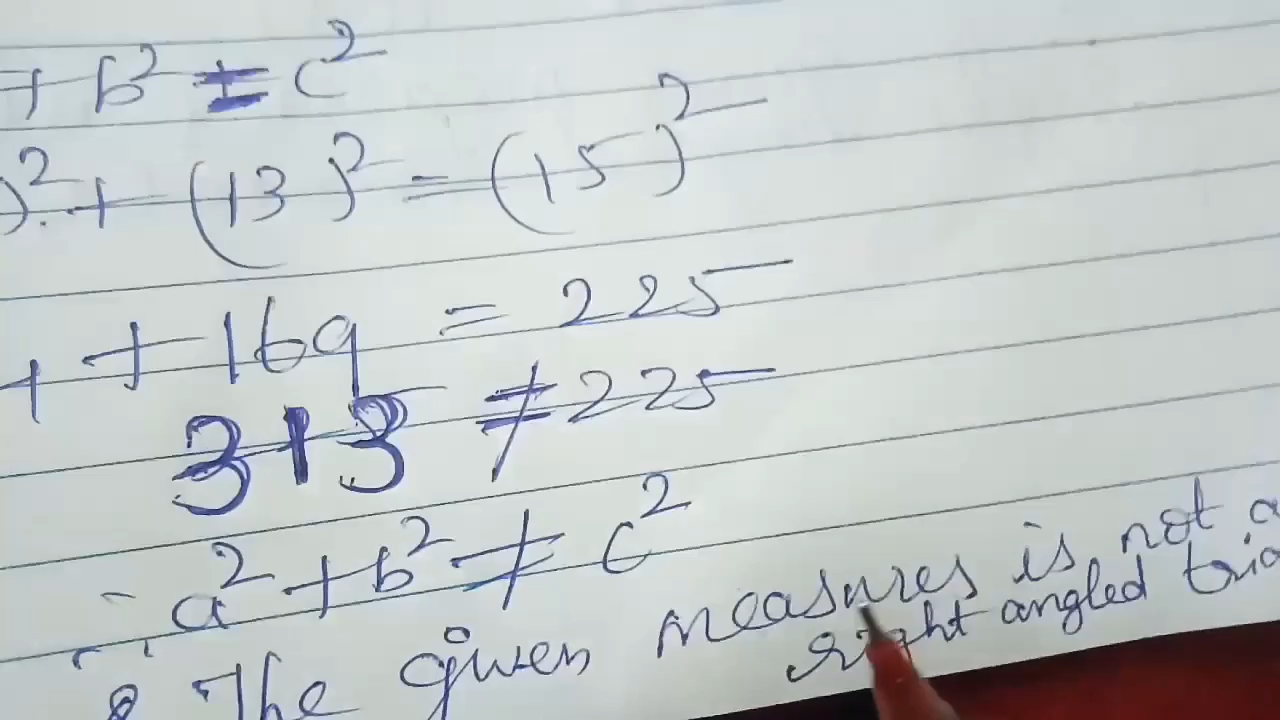 + b² = c²
)² + (13)² = (15)²
4 + 169 = 225
313 ≠ 225
a² + b² ≠ c²
∴ The given measures is not a
right angled tria